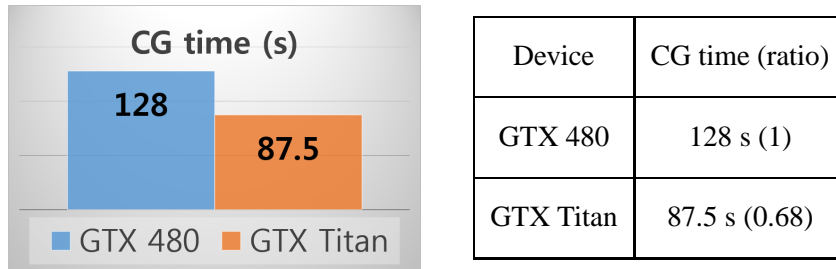 CG time (s)
128
87.5
GTX 480 GTX Titan
Device CG time (ratio)
GTX 480 128 s (1)
GTX Titan 87.5 s (0.68)